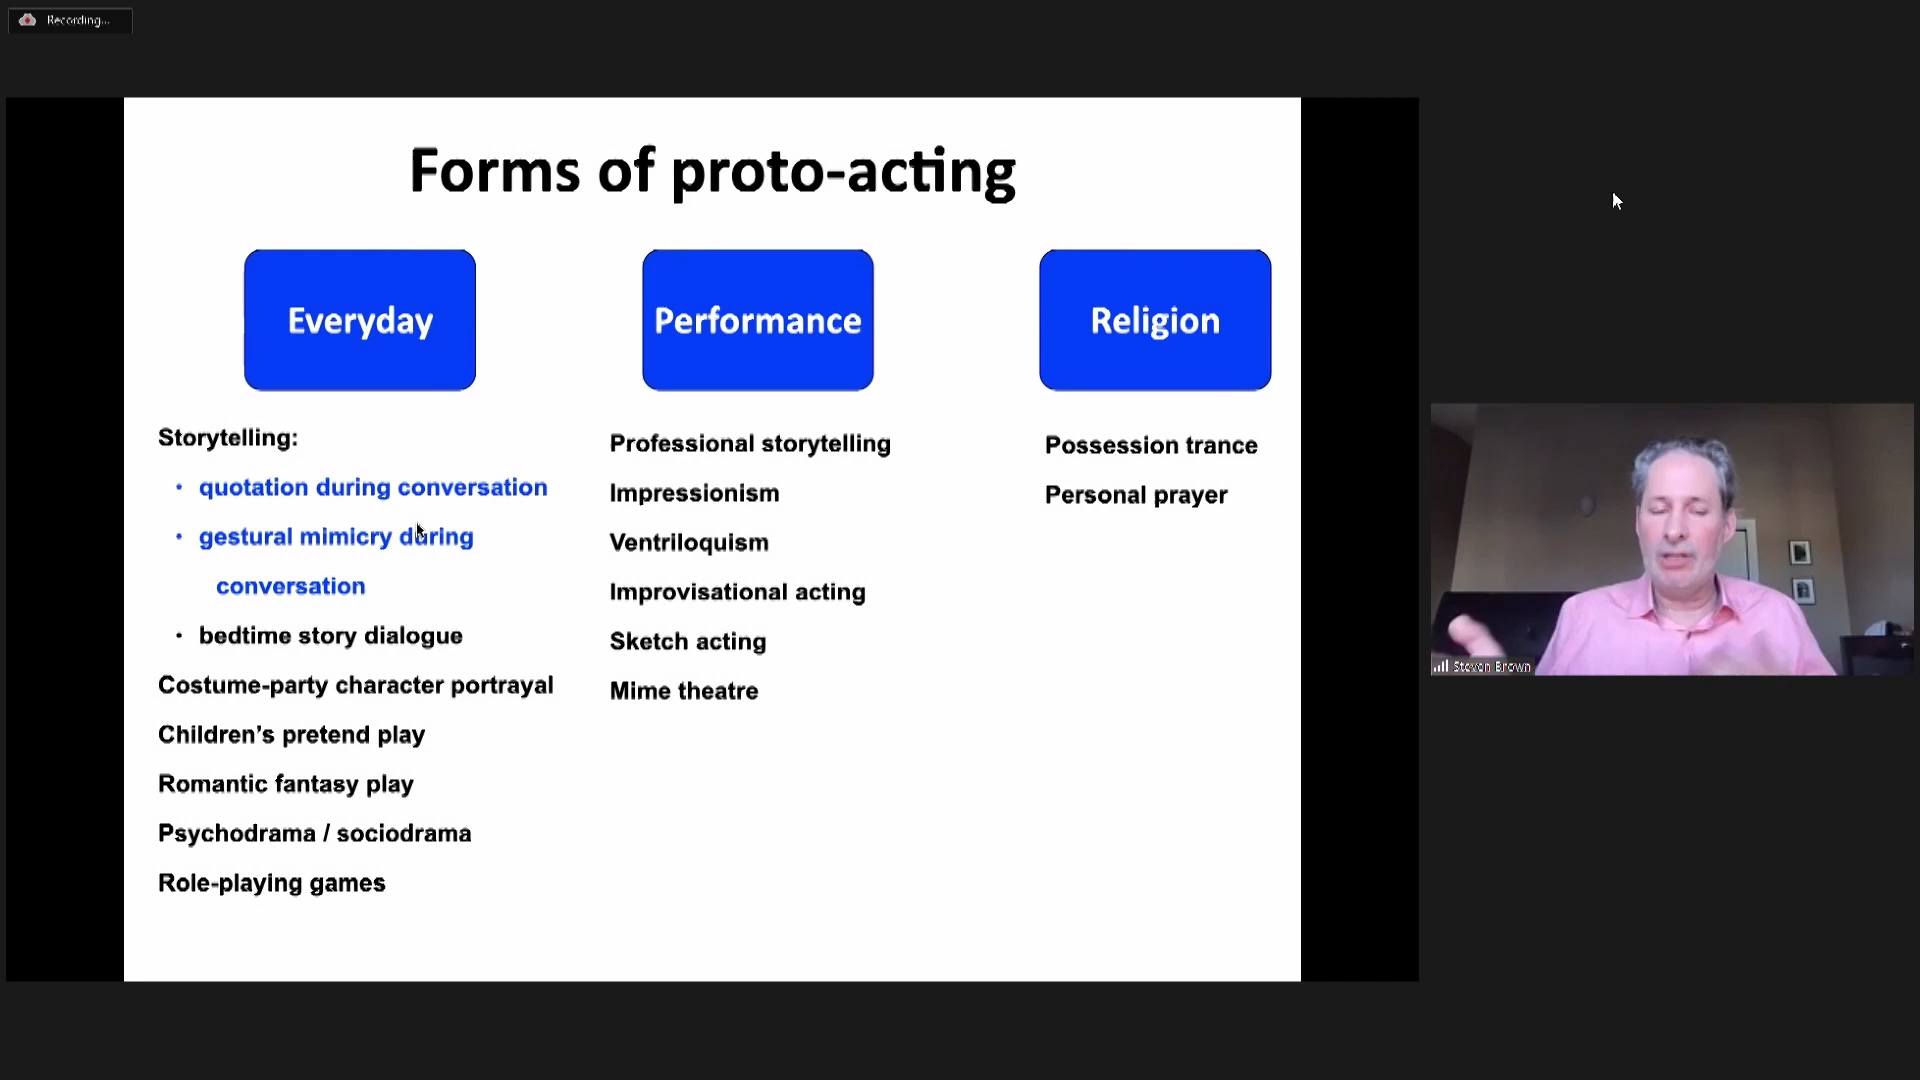 Recording...
Forms of proto-acting
Everyday
Performance
Religion
Storytelling:
• quotation during conversation
• gestural mimicry during
conversation
• bedtime story dialogue
Costume-party character portrayal
Children’s pretend play
Romantic fantasy play
Psychodrama / sociodrama
Role-playing games
Professional storytelling
Impressionism
Ventriloquism
Improvisational acting
Sketch acting
Mime theatre
Possession trance
Personal prayer
Steven Brown